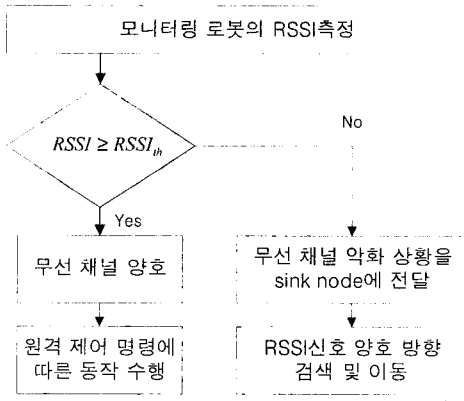 모니터링 로봇의 RSSI측정
RSSI ≥ RSSI_th
No
Yes
무선 채널 양호
무선 채널 악화 상황을
sink node에 전달
원격 제어 명령에
따른 동작 수행
RSSI신호 양호 방향
검색 및 이동